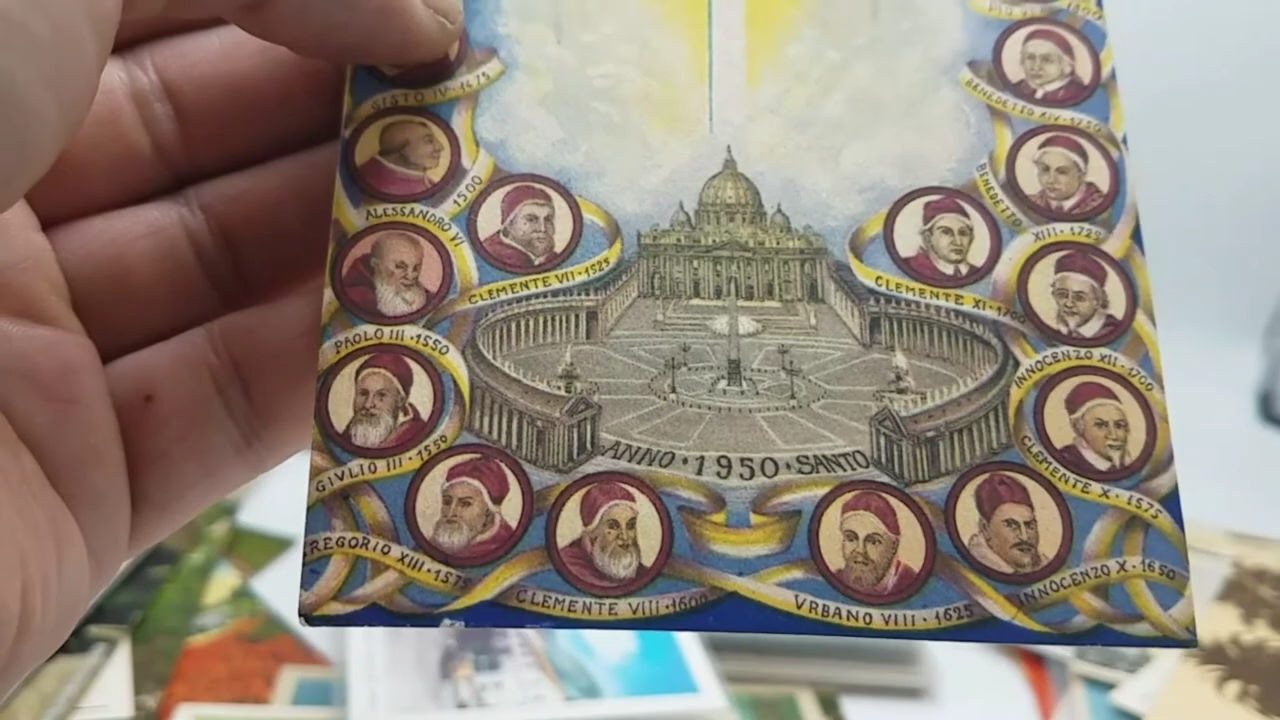 SISTO IV · 1475
ALESSANDRO VI
1500
CLEMENTE VII · 1525
PAOLO III · 1550
GIVLIO III · 1550
REGORIO XIII · 1575
CLEMENTE VIII · 1600
VRBANO VIII · 1625
INNOCENZO X · 1650
CLEMENTE X · 1575
INNOCENZO XII · 1700
CLEMENTE XI · 1700
BENEDETTO
XIII · 1725
BENEDETTO XIV · 1750
ANNO · 1950 · SANTO